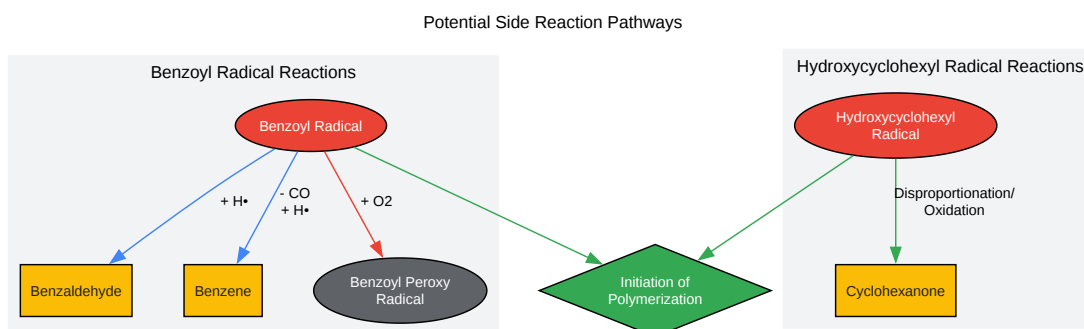 Potential Side Reaction Pathways
Benzoyl Radical Reactions
Hydroxycyclohexyl Radical Reactions
Benzoyl Radical
Hydroxycyclohexyl
Radical
+ H•
- CO
+ H•
+ O2
Disproportionation/
Oxidation
Benzaldehyde
Benzene
Benzoyl Peroxy
Radical
Initiation of
Polymerization
Cyclohexanone